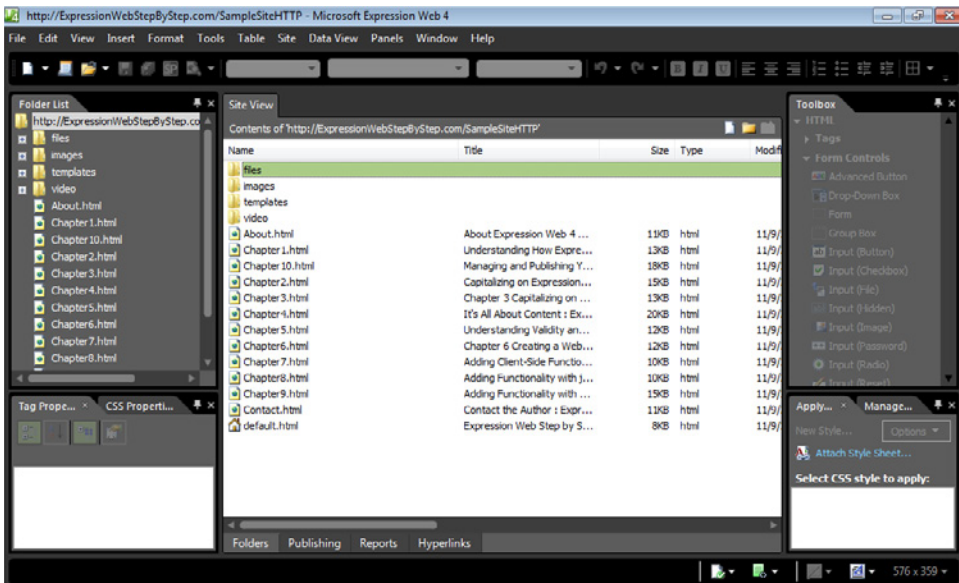 http://ExpressionWebStepByStep.com/SampleSiteHTTP - Microsoft Expression Web 4
File Edit View Insert Format Tools Table Site Data View Panels Window Help
Folder List
http://ExpressionWebStepByStep.co
files
images
templates
video
About.html
Chapter1.html
Chapter10.html
Chapter2.html
Chapter3.html
Chapter4.html
Chapter5.html
Chapter6.html
Chapter7.html
Chapter8.html
Tag Prope... CSS Properti...
Site View
Contents of 'http://ExpressionWebStepByStep.com/SampleSiteHTTP'
Name Title Size Type Modifi
files
images
templates
video
About.html About Expression Web 4 ... 11KB html 11/9/
Chapter1.html Understanding How Expre... 13KB html 11/9/
Chapter10.html Managing and Publishing Y... 18KB html 11/9/
Chapter2.html Capitalizing on Expression... 15KB html 11/9/
Chapter3.html Chapter 3 Capitalizing on ... 13KB html 11/9/
Chapter4.html It's All About Content : Ex... 20KB html 11/9/
Chapter5.html Understanding Validity an... 12KB html 11/9/
Chapter6.html Chapter 6 Creating a Web... 12KB html 11/9/
Chapter7.html Adding Client-Side Functio... 10KB html 11/9/
Chapter8.html Adding Functionality with j... 10KB html 11/9/
Chapter9.html Adding Functionality with ... 15KB html 11/9/
Contact.html Contact the Author : Expr... 11KB html 11/9/
default.html Expression Web Step by S... 8KB html 11/9/
Folders Publishing Reports Hyperlinks
Toolbox
HTML
Tags
Form Controls
Advanced Button
Drop-Down Box
Form
Group Box
Input (Button)
Input (Checkbox)
Input (File)
Input (Hidden)
Input (Image)
Input (Password)
Input (Radio)
Input (Reset)
Apply... Manage...
New Style... Options
Attach Style Sheet...
Select CSS style to apply:
576 x 359